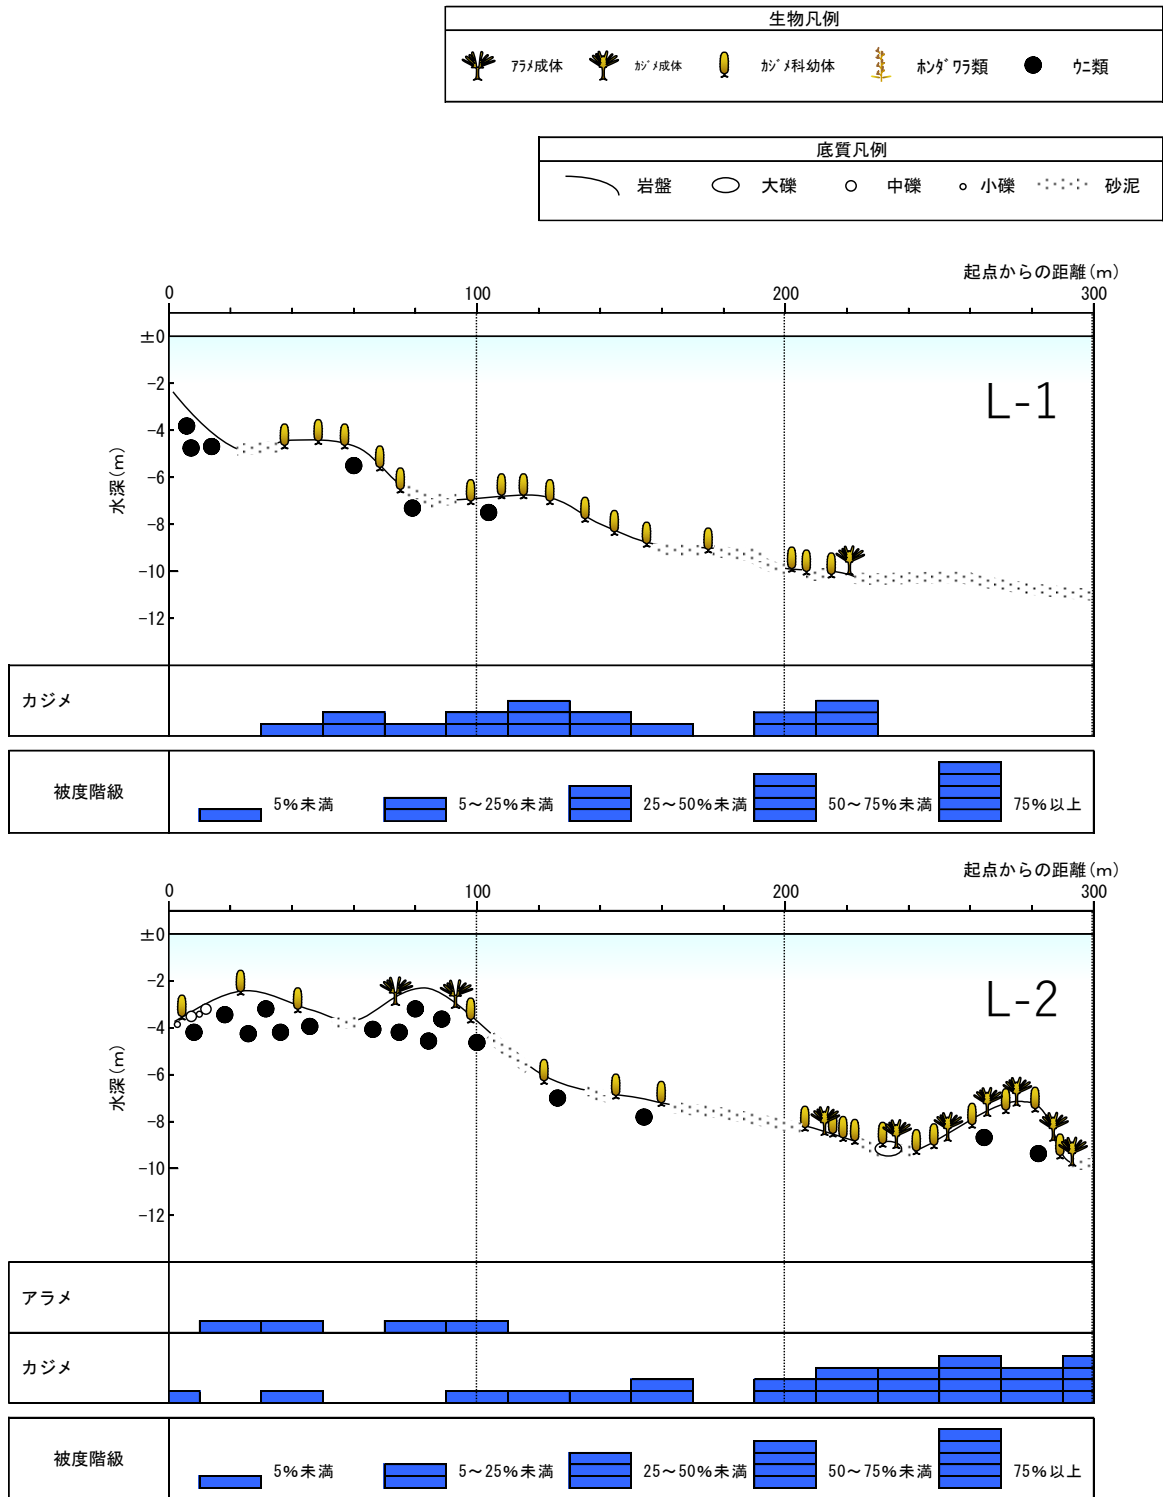 生物凡例
アラメ成体 カジメ成体 カジメ科幼体 ホンダワラ類 ウニ類
底質凡例
岩盤 大礫 中礫 小礫 砂泥
起点からの距離(m)
0 100 200 300
±0
-2
-4
-6
-8
-10
-12
水深(m)
L-1
カジメ
被度階級 5%未満 5~25%未満 25~50%未満 50~75%未満 75%以上
起点からの距離(m)
0 100 200 300
±0
-2
-4
-6
-8
-10
-12
水深(m)
L-2
アラメ
カジメ
被度階級 5%未満 5~25%未満 25~50%未満 50~75%未満 75%以上